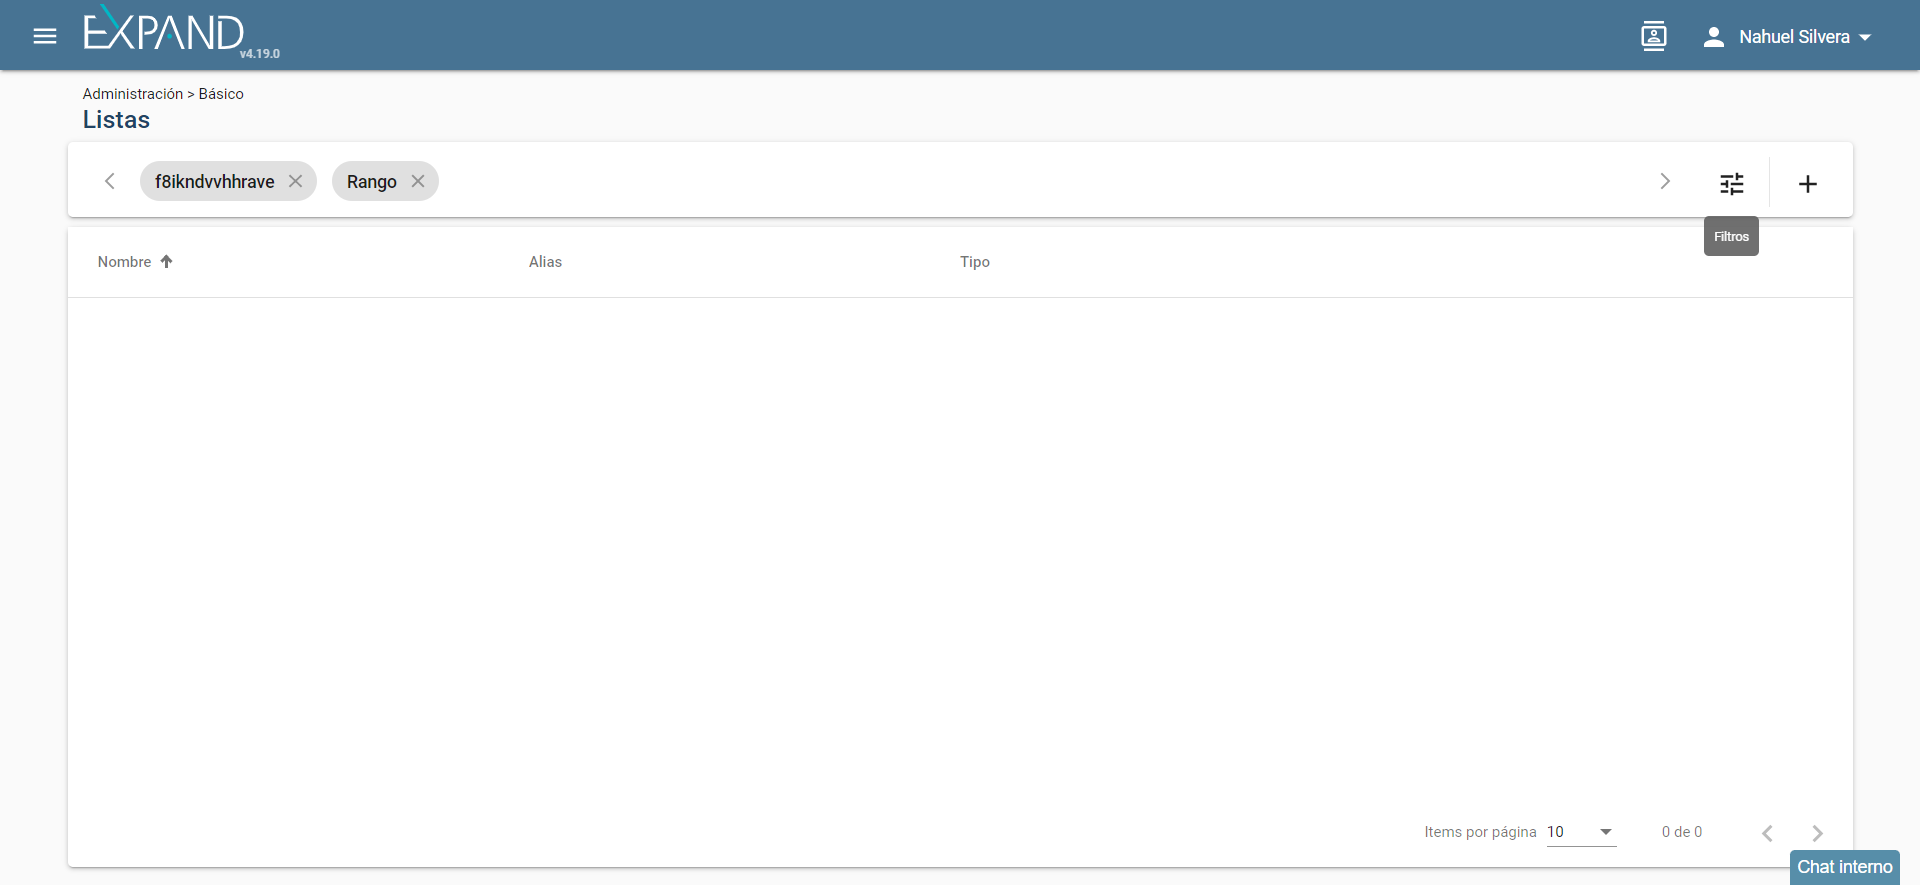 EXPAND
v4.19.0
Nahuel Silvera
Administración > Básico
Listas
f8ikndvvhhrave
Rango
Filtros
Nombre
Alias
Tipo
Items por página 10
0 de 0
Chat interno